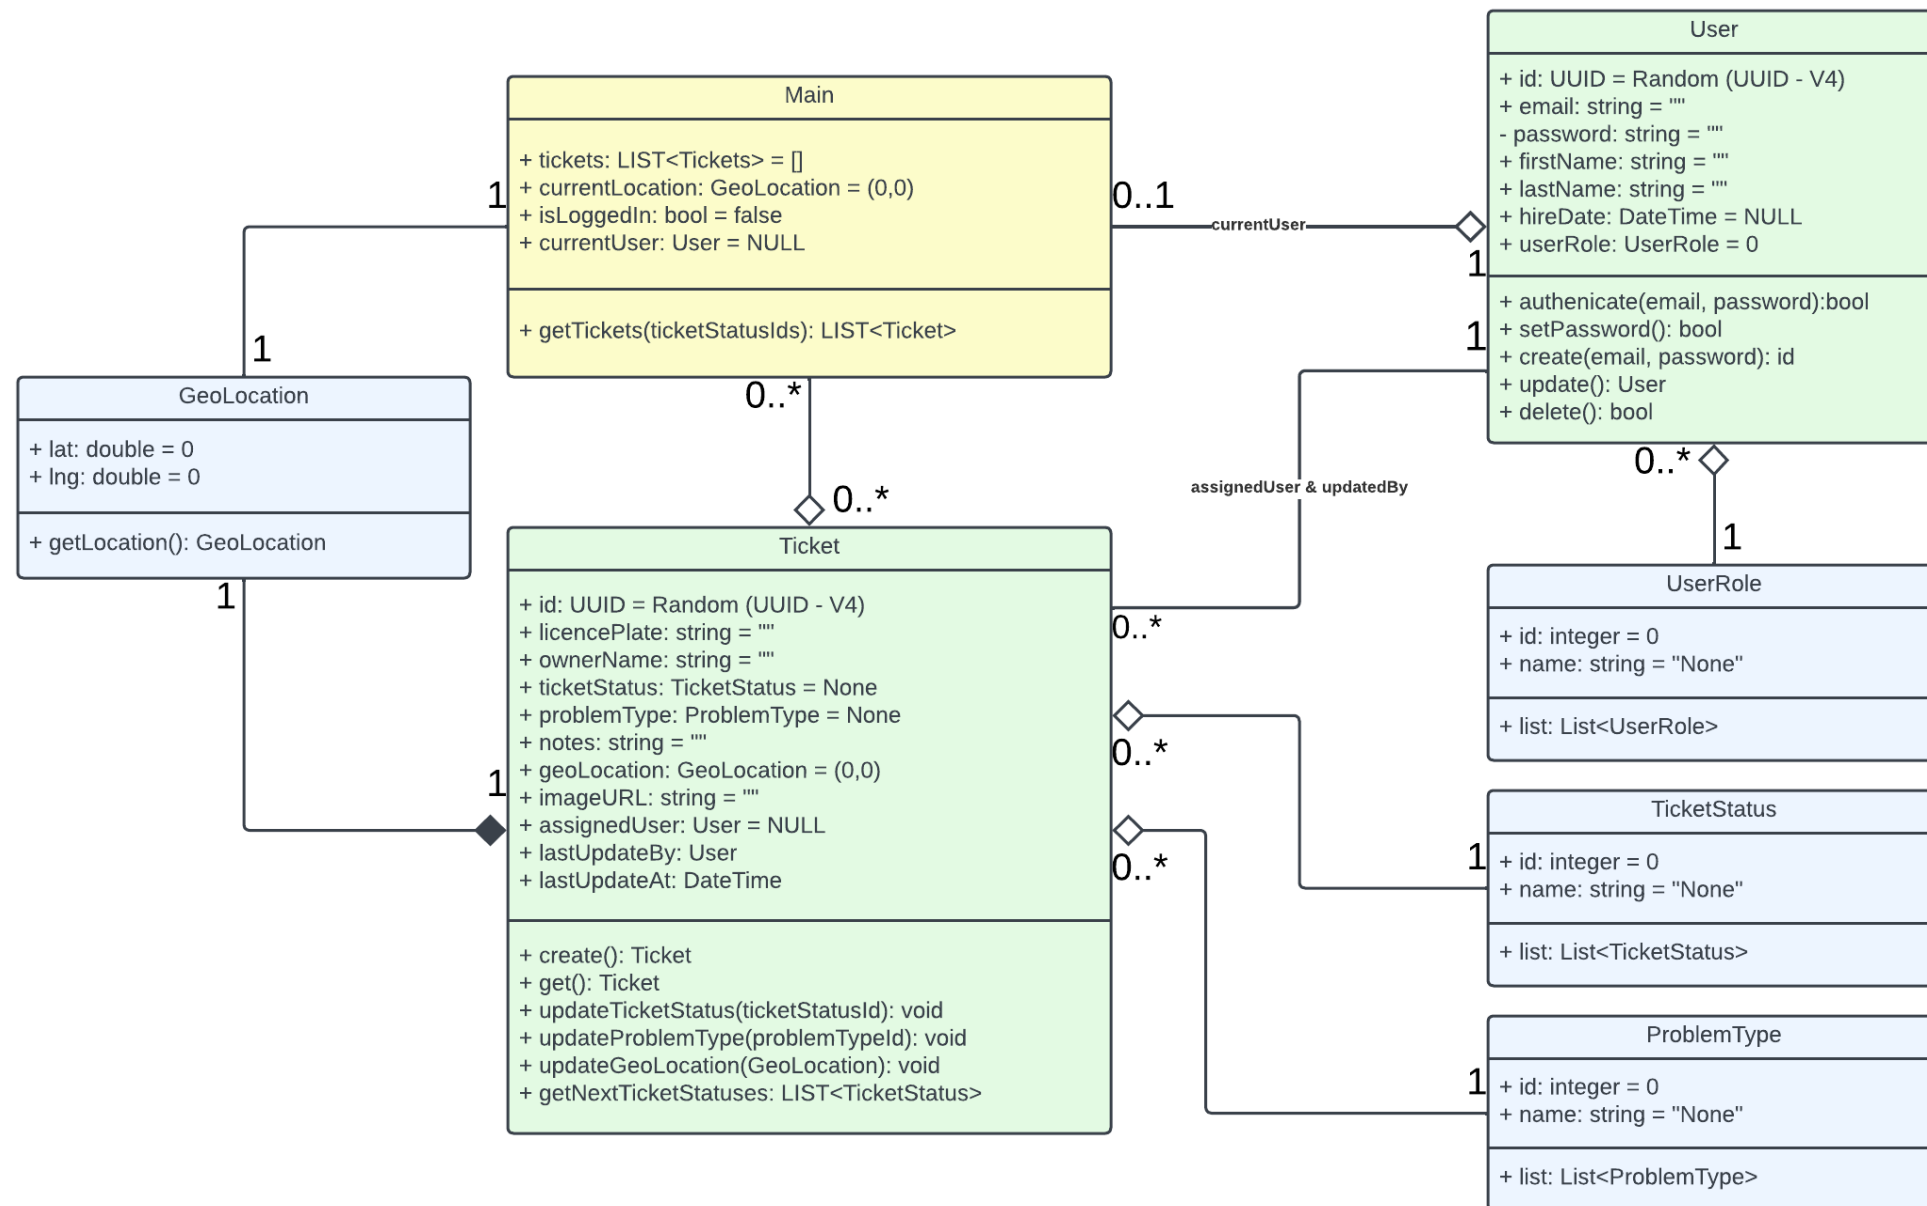 Main
+ tickets: LIST<Tickets> = []
+ currentLocation: GeoLocation = (0,0)
+ isLoggedIn: bool = false
+ currentUser: User = NULL
+ getTickets(ticketStatusIds): LIST<Ticket>
1
0..1
0..*
currentUser
User
+ id: UUID = Random (UUID - V4)
+ email: string = ""
- password: string = ""
+ firstName: string = ""
+ lastName: string = ""
+ hireDate: DateTime = NULL
+ userRole: UserRole = 0
+ authenicate(email, password):bool
+ setPassword(): bool
+ create(email, password): id
+ update(): User
+ delete(): bool
1
1
0..*
1
GeoLocation
+ lat: double = 0
+ lng: double = 0
+ getLocation(): GeoLocation
1
1
0..*
assignedUser & updatedBy
Ticket
+ id: UUID = Random (UUID - V4)
+ licencePlate: string = ""
+ ownerName: string = ""
+ ticketStatus: TicketStatus = None
+ problemType: ProblemType = None
+ notes: string = ""
+ geoLocation: GeoLocation = (0,0)
+ imageURL: string = ""
+ assignedUser: User = NULL
+ lastUpdateBy: User
+ lastUpdateAt: DateTime
+ create(): Ticket
+ get(): Ticket
+ updateTicketStatus(ticketStatusId): void
+ updateProblemType(problemTypeId): void
+ updateGeoLocation(GeoLocation): void
+ getNextTicketStatuses: LIST<TicketStatus>
1
0..*
0..*
0..*
UserRole
+ id: integer = 0
+ name: string = "None"
+ list: List<UserRole>
TicketStatus
+ id: integer = 0
+ name: string = "None"
+ list: List<TicketStatus>
1
ProblemType
+ id: integer = 0
+ name: string = "None"
+ list: List<ProblemType>
1